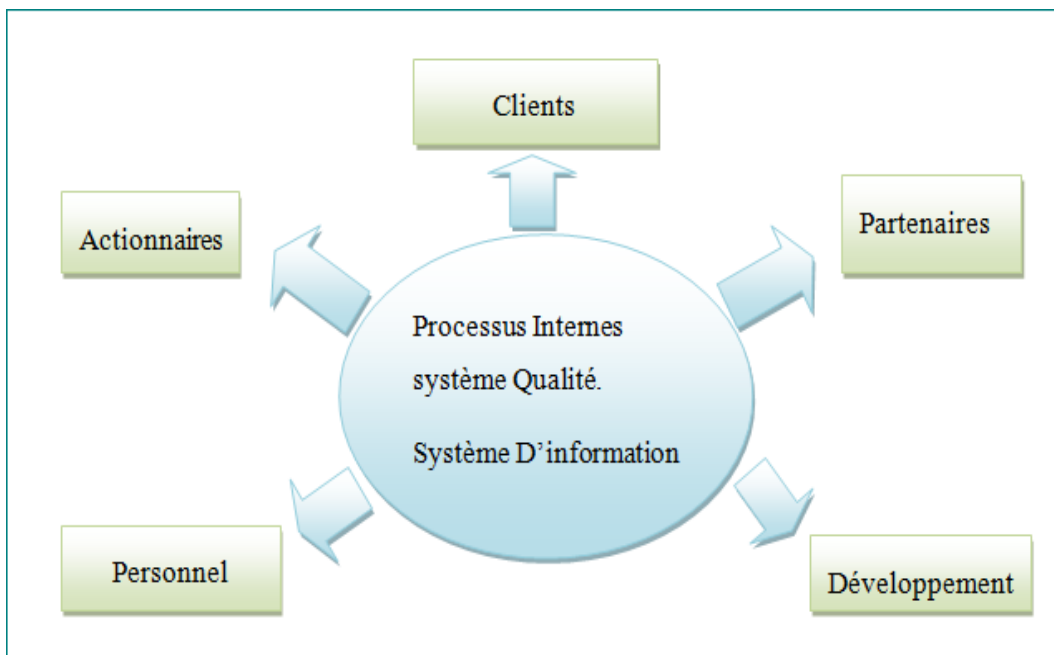 Clients
Actionnaires
Partenaires
Processus Internes
système Qualité.
Système D’information
Personnel
Développement